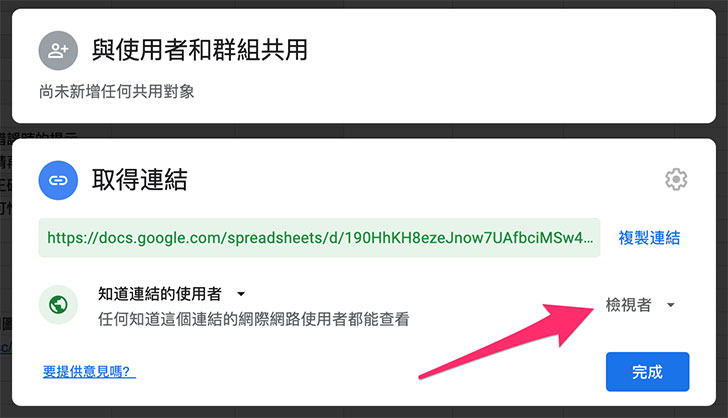 與使用者和群組共用
尚未新增任何共用對象
取得連結
https://docs.google.com/spreadsheets/d/190HhKH8ezeJnow7UAfbciMSw4...
複製連結
知道連結的使用者
任何知道這個連結的網際網路使用者都能查看
檢視者
要提供意見嗎?
完成